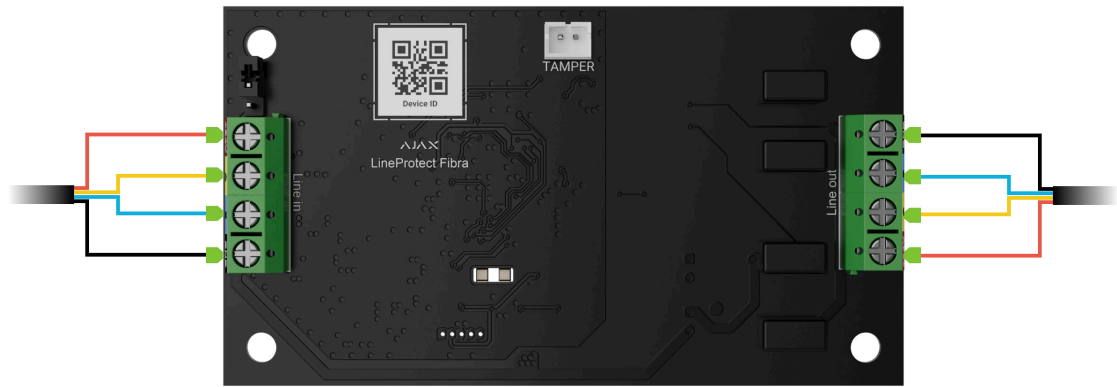 TAMPER
Device ID
AJAX
LineProtect Fibra
Line in
Line out